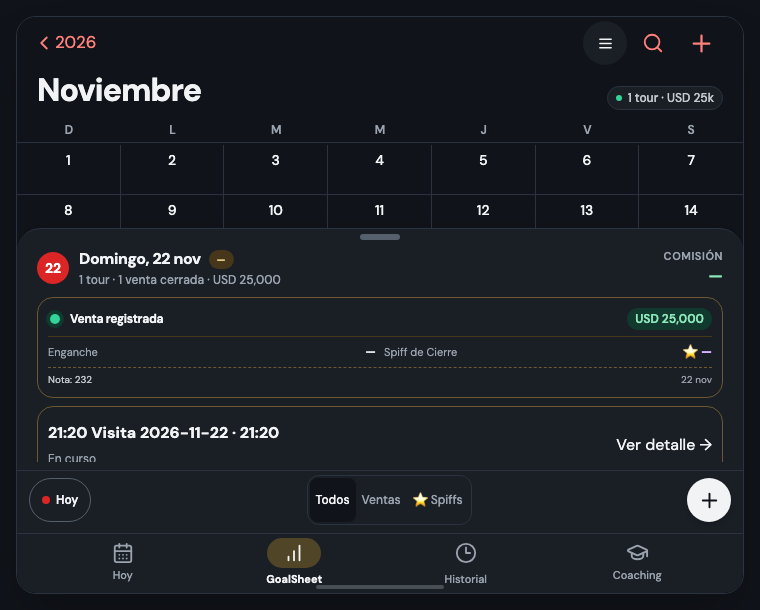 2026
Noviembre
1 tour · USD 25k
D L M M J V S
1 2 3 4 5 6 7
8 9 10 11 12 13 14
22 Domingo, 22 nov – COMISIÓN
1 tour · 1 venta cerrada · USD 25,000 —
Venta registrada USD 25,000
Enganche — Spiff de Cierre ⭐ —
Nota: 232 22 nov
21:20 Visita 2026-11-22 · 21:20
Ver detalle →
En curso
Hoy Todos Ventas ⭐ Spiffs +
Hoy GoalSheet Historial Coaching